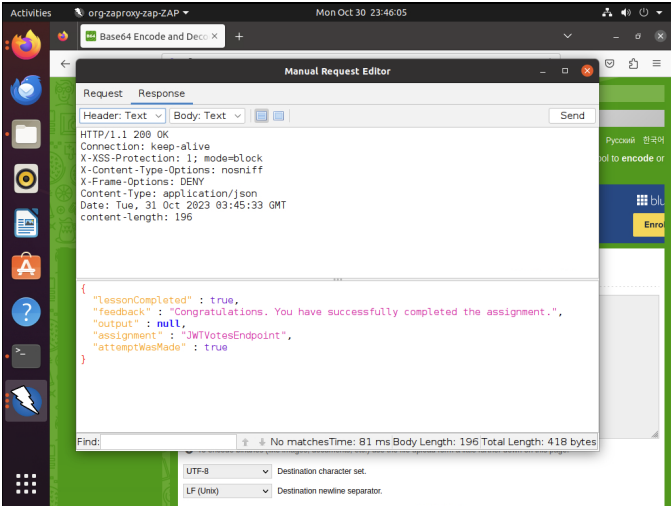 Activities
org-zaproxy-zap-ZAP
Mon Oct 30 23:46:05
Base64 Encode and Deco
Manual Request Editor
Request Response
Header: Text Body: Text Send
HTTP/1.1 200 OK
Connection: keep-alive
X-XSS-Protection: 1; mode=block
X-Content-Type-Options: nosniff
X-Frame-Options: DENY
Content-Type: application/json
Date: Tue, 31 Oct 2023 03:45:33 GMT
content-length: 196
{
"lessonCompleted" : true,
"feedback" : "Congratulations. You have successfully completed the assignment.",
"output" : null,
"assignment" : "JWTVotesEndpoint",
"attemptWasMade" : true
}
Find: No matches Time: 81 ms Body Length: 196 Total Length: 418 bytes
Русский 한국어
ol to encode or
blu
Enrol
UTF-8 Destination character set.
LF (Unix) Destination newline separator.